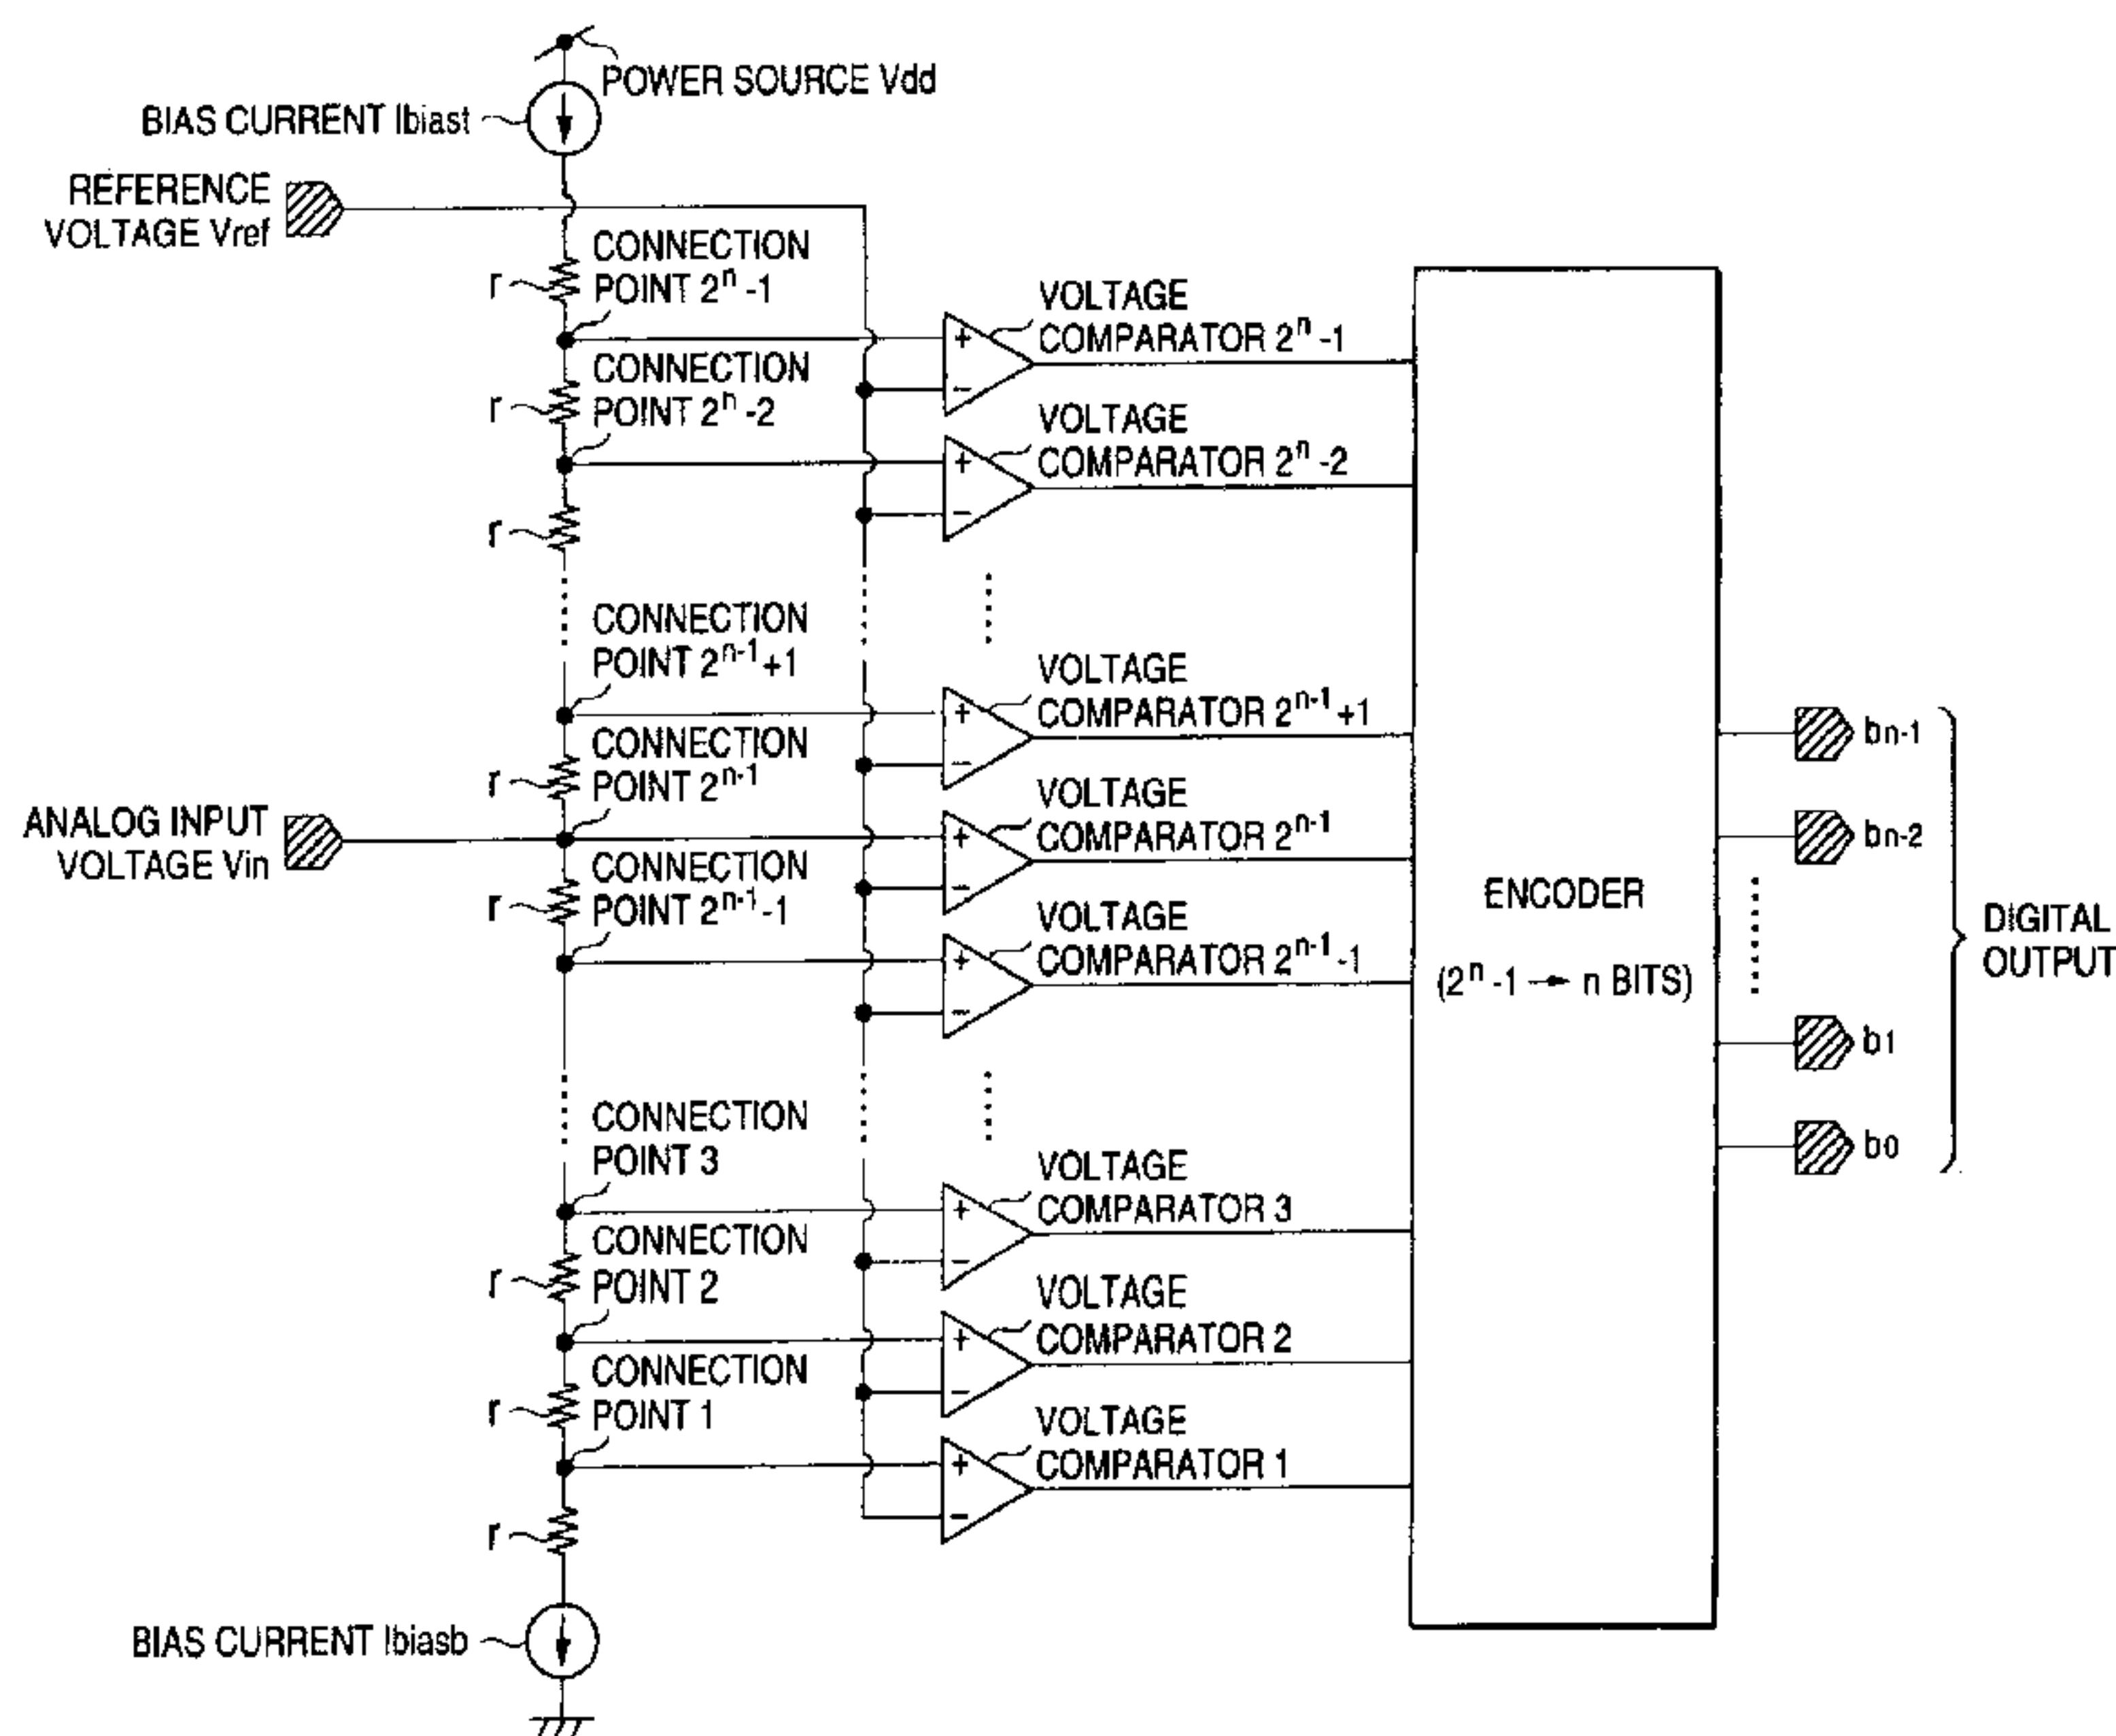 POWER SOURCE Vdd
BIAS CURRENT Ibiast
REFERENCE
VOLTAGE Vref
CONNECTION
POINT 2ⁿ-1
r
VOLTAGE
COMPARATOR 2ⁿ-1
+
−
CONNECTION
POINT 2ⁿ-2
r
VOLTAGE
COMPARATOR 2ⁿ-2
+
−
r
CONNECTION
POINT 2ⁿ⁻¹+1
VOLTAGE
COMPARATOR 2ⁿ⁻¹+1
+
−
CONNECTION
POINT 2ⁿ⁻¹
r
VOLTAGE
COMPARATOR 2ⁿ⁻¹
+
−
ANALOG INPUT
VOLTAGE Vin
CONNECTION
POINT 2ⁿ⁻¹-1
r
VOLTAGE
COMPARATOR 2ⁿ⁻¹-1
+
−
CONNECTION
POINT 3
VOLTAGE
COMPARATOR 3
+
−
CONNECTION
POINT 2
r
VOLTAGE
COMPARATOR 2
+
−
CONNECTION
POINT 1
r
VOLTAGE
COMPARATOR 1
+
−
r
BIAS CURRENT Ibiasb
ENCODER
(2ⁿ-1 → n BITS)
bn-1
bn-2
b1
b0
DIGITAL
OUTPUT